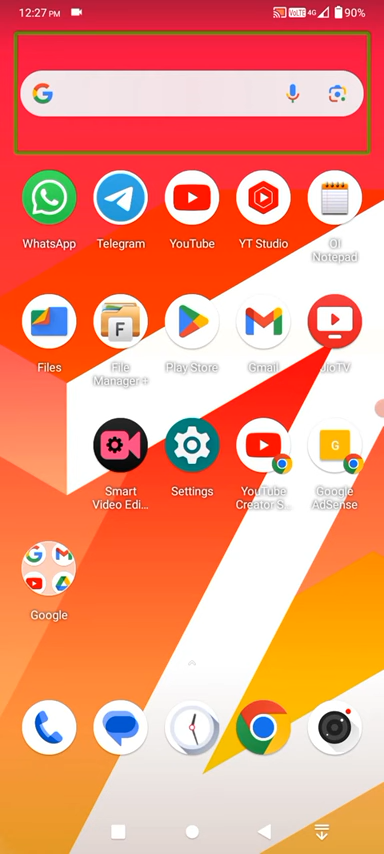 12:27 PM VoLTE 4G 90%
G
WhatsApp Telegram YouTube YT Studio OI Notepad
F
Files File Manager+ Play Store Gmail JioTV
G
Smart Video Edi... Settings YouTube Creator S... Google AdSense
Google